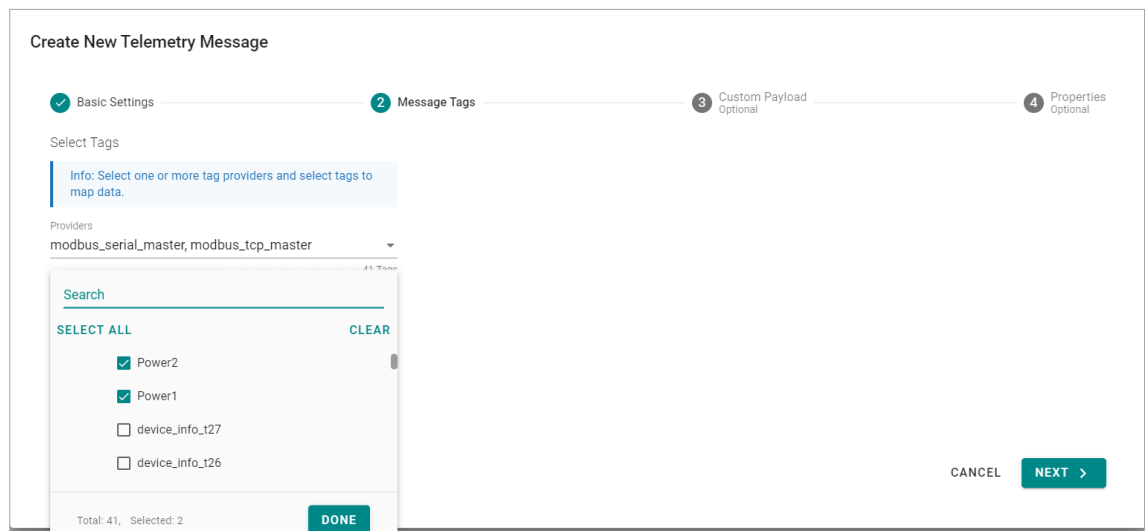 Create New Telemetry Message
Basic Settings
2 Message Tags
3 Custom Payload
Optional
4 Properties
Optional
Select Tags
Info: Select one or more tag providers and select tags to
map data.
Providers
modbus_serial_master, modbus_tcp_master
41 Tags
Search
SELECT ALL CLEAR
Power2
Power1
device_info_t27
device_info_t26
CANCEL NEXT
Total: 41, Selected: 2 DONE